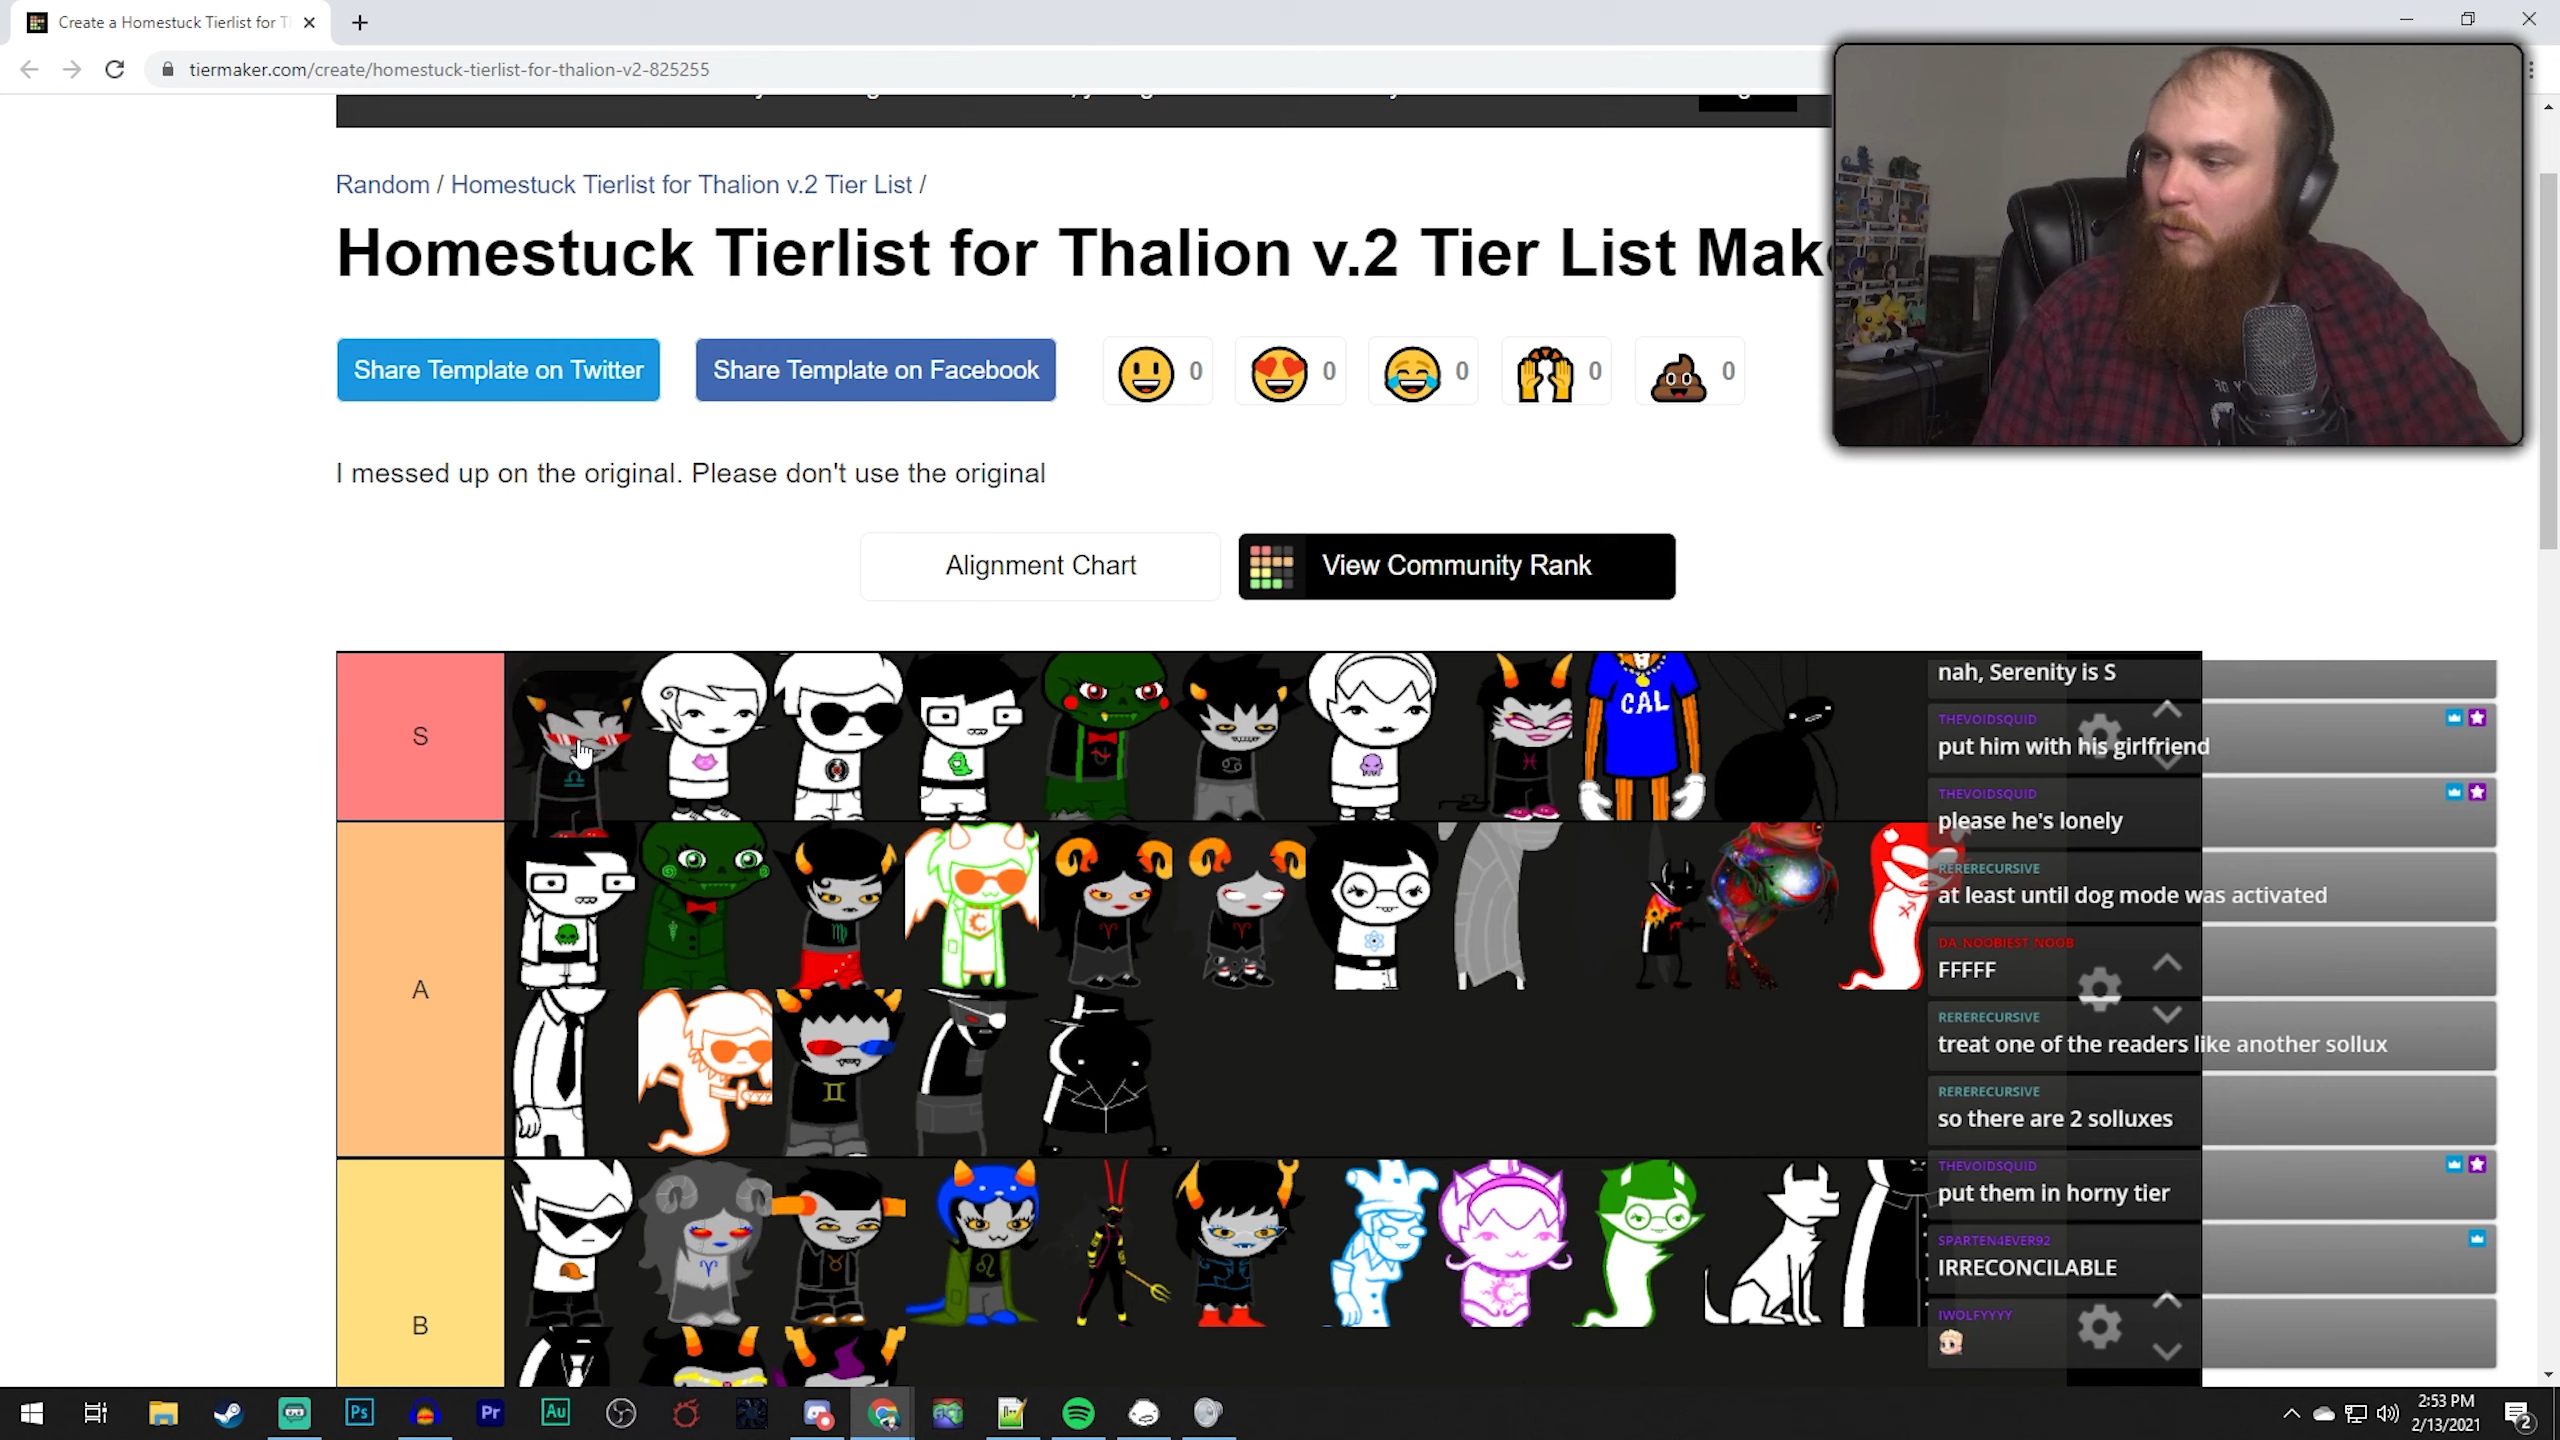 Create a Homestuck Tierlist for T
tiermaker.com/create/homestuck-tierlist-for-thalion-v2-825255
Random / Homestuck Tierlist for Thalion v.2 Tier List /
Homestuck Tierlist for Thalion v.2 Tier List Mak
Share Template on Twitter
Share Template on Facebook
0
0
0
0
0
I messed up on the original. Please don't use the original
Alignment Chart
View Community Rank
S
CAL
A
B
nah, Serenity is S
THEVOIDSQUID
put him with his girlfriend
THEVOIDSQUID
please he's lonely
RERERECURSIVE
at least until dog mode was activated
DA_NOOBIEST_NOOB
FFFFF
RERERECURSIVE
treat one of the readers like another sollux
RERERECURSIVE
so there are 2 solluxes
THEVOIDSQUID
put them in horny tier
SPARTEN4EVER92
IRRECONCILABLE
IWOLFYYYY
Ps
Pr
Au
2:53 PM
2/13/2021
2